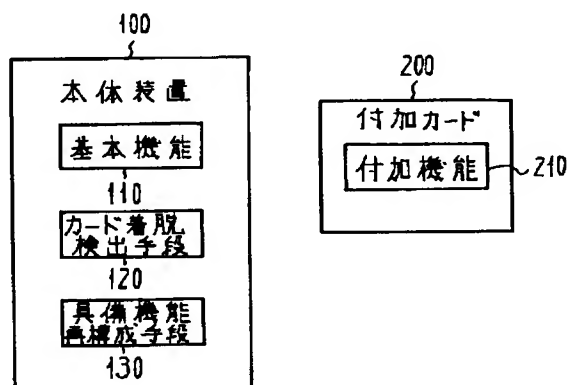 100
本体装置
基本機能
110
カード着脱
検出手段
120
具備機能
再構成手段
130
200
付加カード
付加機能
210